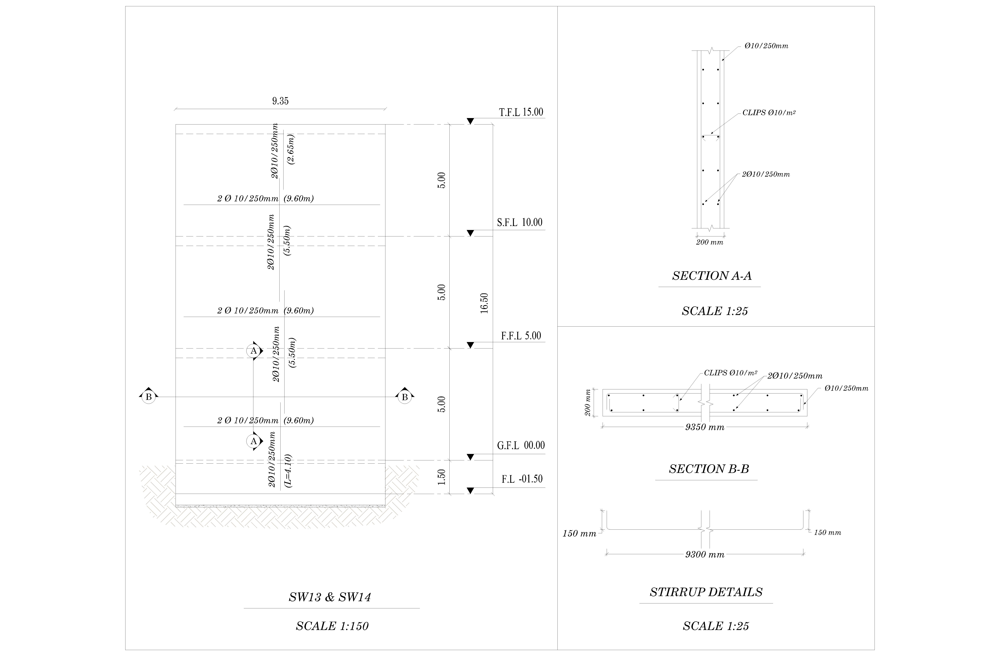 9.35
T.F.L 15.00
2Ø10/250mm
(2.65m)
5.00
2 Ø 10/250mm (9.60m)
S.F.L 10.00
2Ø10/250mm
(5.50m)
5.00
16.50
2 Ø 10/250mm (9.60m)
F.F.L 5.00
2Ø10/250mm
(5.50m)
A
B
B
5.00
2 Ø 10/250mm (9.60m)
A
G.F.L 00.00
2Ø10/250mm
(L=4.10)
1.50
F.L -01.50
SW13 & SW14
SCALE 1:150
Ø10/250mm
CLIPS Ø10/m²
2Ø10/250mm
200 mm
SECTION A-A
SCALE 1:25
CLIPS Ø10/m²
2Ø10/250mm
Ø10/250mm
200 mm
9350 mm
SECTION B-B
150 mm
150 mm
9300 mm
STIRRUP DETAILS
SCALE 1:25